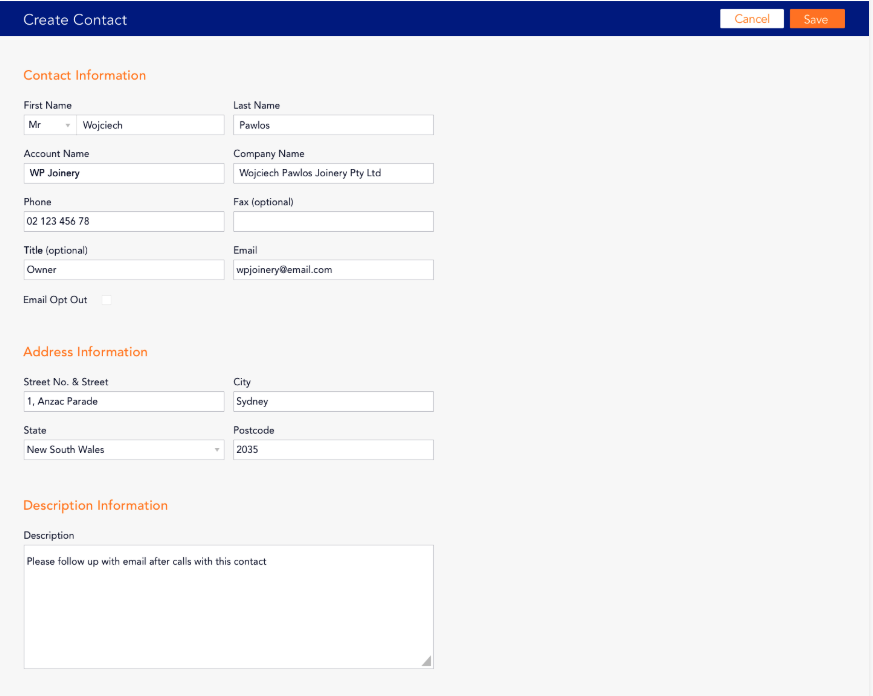 Create Contact Cancel Save
Contact Information
First Name Last Name
Mr Wojciech Pawlos
Account Name Company Name
WP Joinery Wojciech Pawlos Joinery Pty Ltd
Phone Fax (optional)
02 123 456 78
Title (optional) Email
Owner wpjoinery@email.com
Email Opt Out
Address Information
Street No. & Street City
1, Anzac Parade Sydney
State Postcode
New South Wales 2035
Description Information
Description
Please follow up with email after calls with this contact